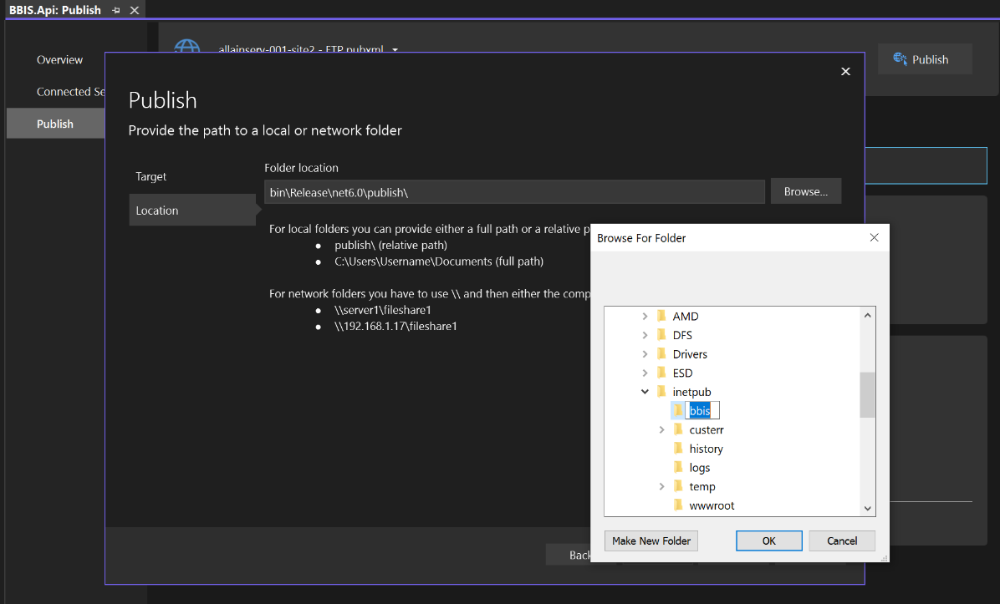 BBIS.Api: Publish
allainserv-001-site2 - FTP.pubxml
Overview
Connected Se
Publish
Publish
Publish
Provide the path to a local or network folder
Target
Location
Folder location
bin\Release\net6.0\publish\
Browse...
For local folders you can provide either a full path or a relative p
publish\ (relative path)
C:\Users\Username\Documents (full path)
For network folders you have to use \\ and then either the comp
\\server1\fileshare1
\\192.168.1.17\fileshare1
Back
Browse For Folder
AMD
DFS
Drivers
ESD
inetpub
bbis
custerr
history
logs
temp
wwwroot
Make New Folder
OK
Cancel